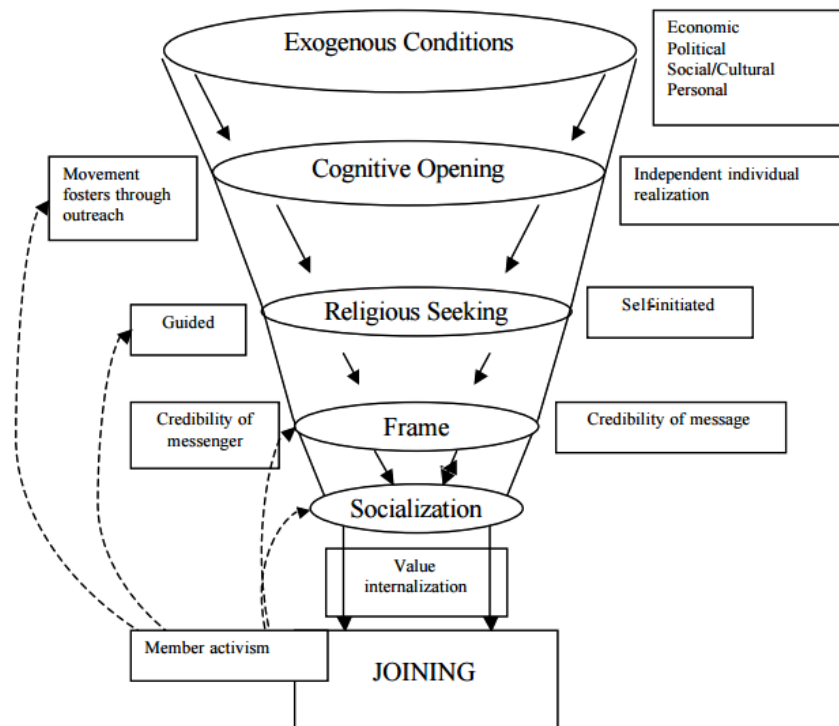 Exogenous Conditions
Economic
Political
Social/Cultural
Personal
Movement
fosters through
outreach
Cognitive Opening
Independent individual
realization
Guided
Religious Seeking
Self-initiated
Credibility of
messenger
Frame
Credibility of message
Socialization
Value
internalization
Member activism
JOINING